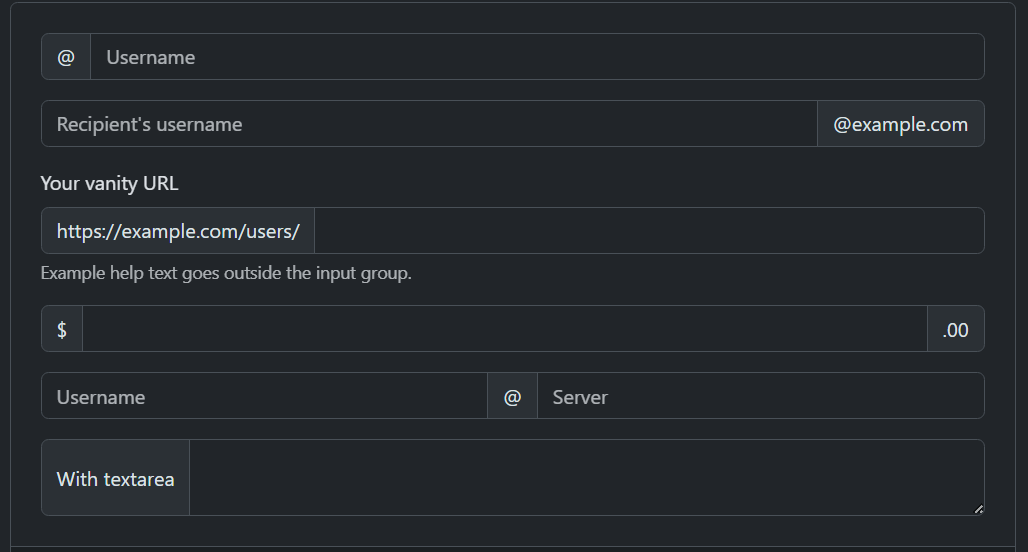 @ Username
Recipient's username @example.com
Your vanity URL
https://example.com/users/
Example help text goes outside the input group.
$ .00
Username @ Server
With textarea